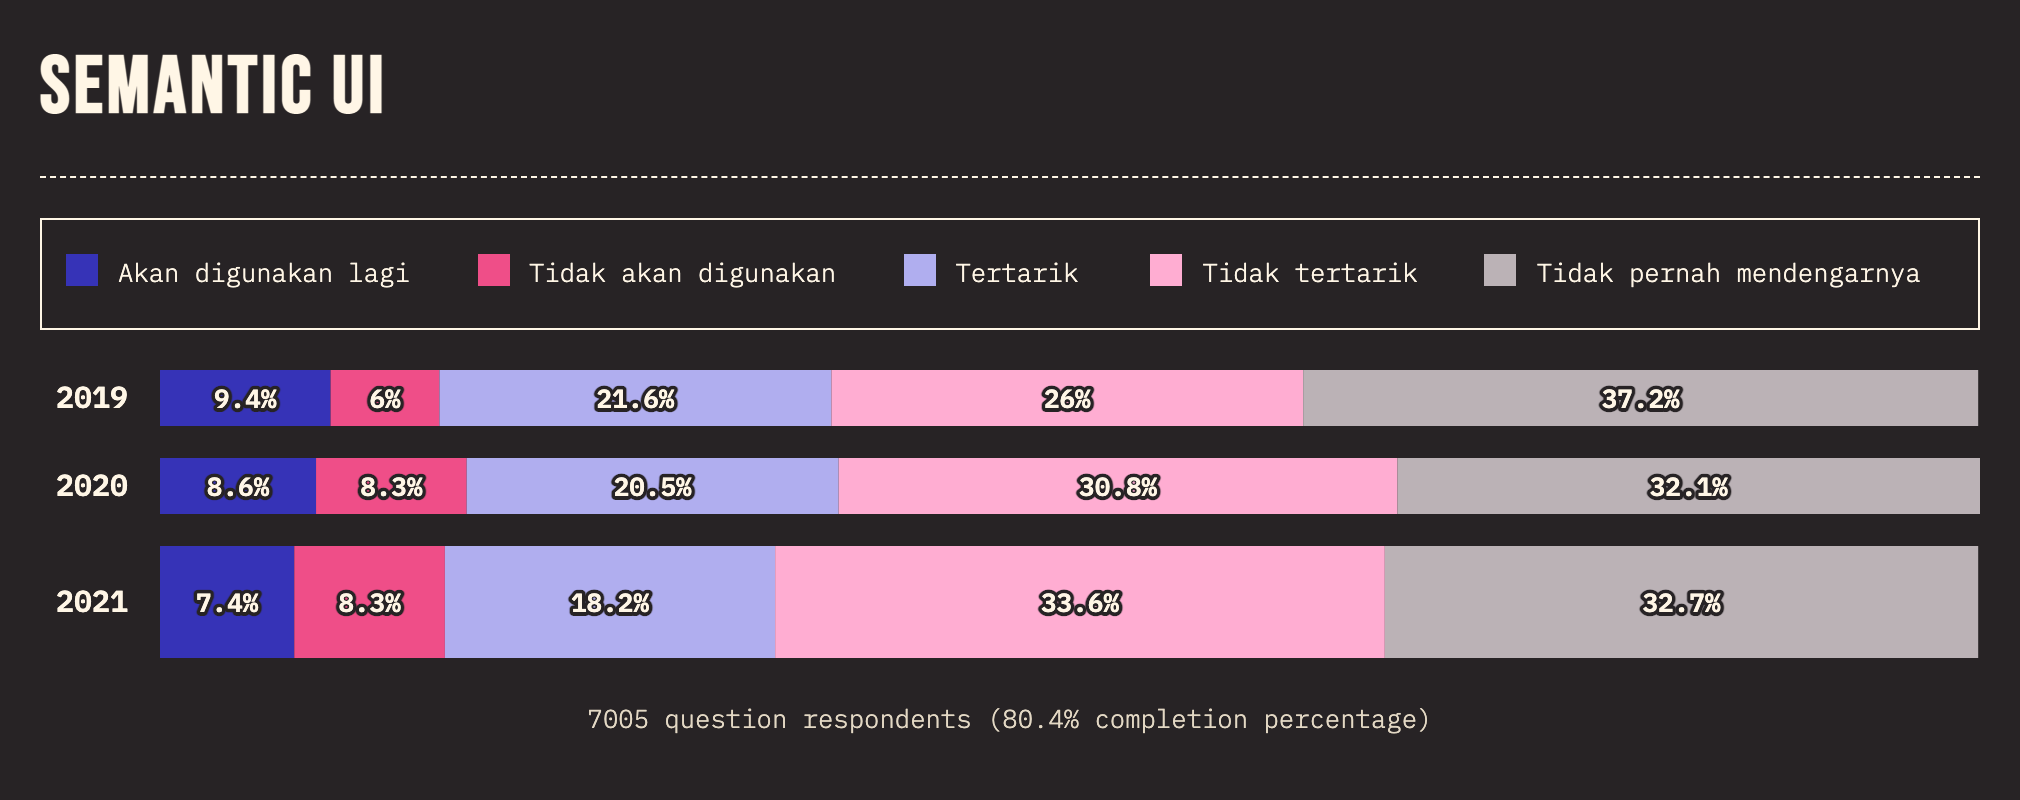 SEMANTIC UI
Akan digunakan lagi Tidak akan digunakan Tertarik Tidak tertarik Tidak pernah mendengarnya
2019 9.4% 6% 21.6% 26% 37.2%
2020 8.6% 8.3% 20.5% 30.8% 32.1%
2021 7.4% 8.3% 18.2% 33.6% 32.7%
7005 question respondents (80.4% completion percentage)